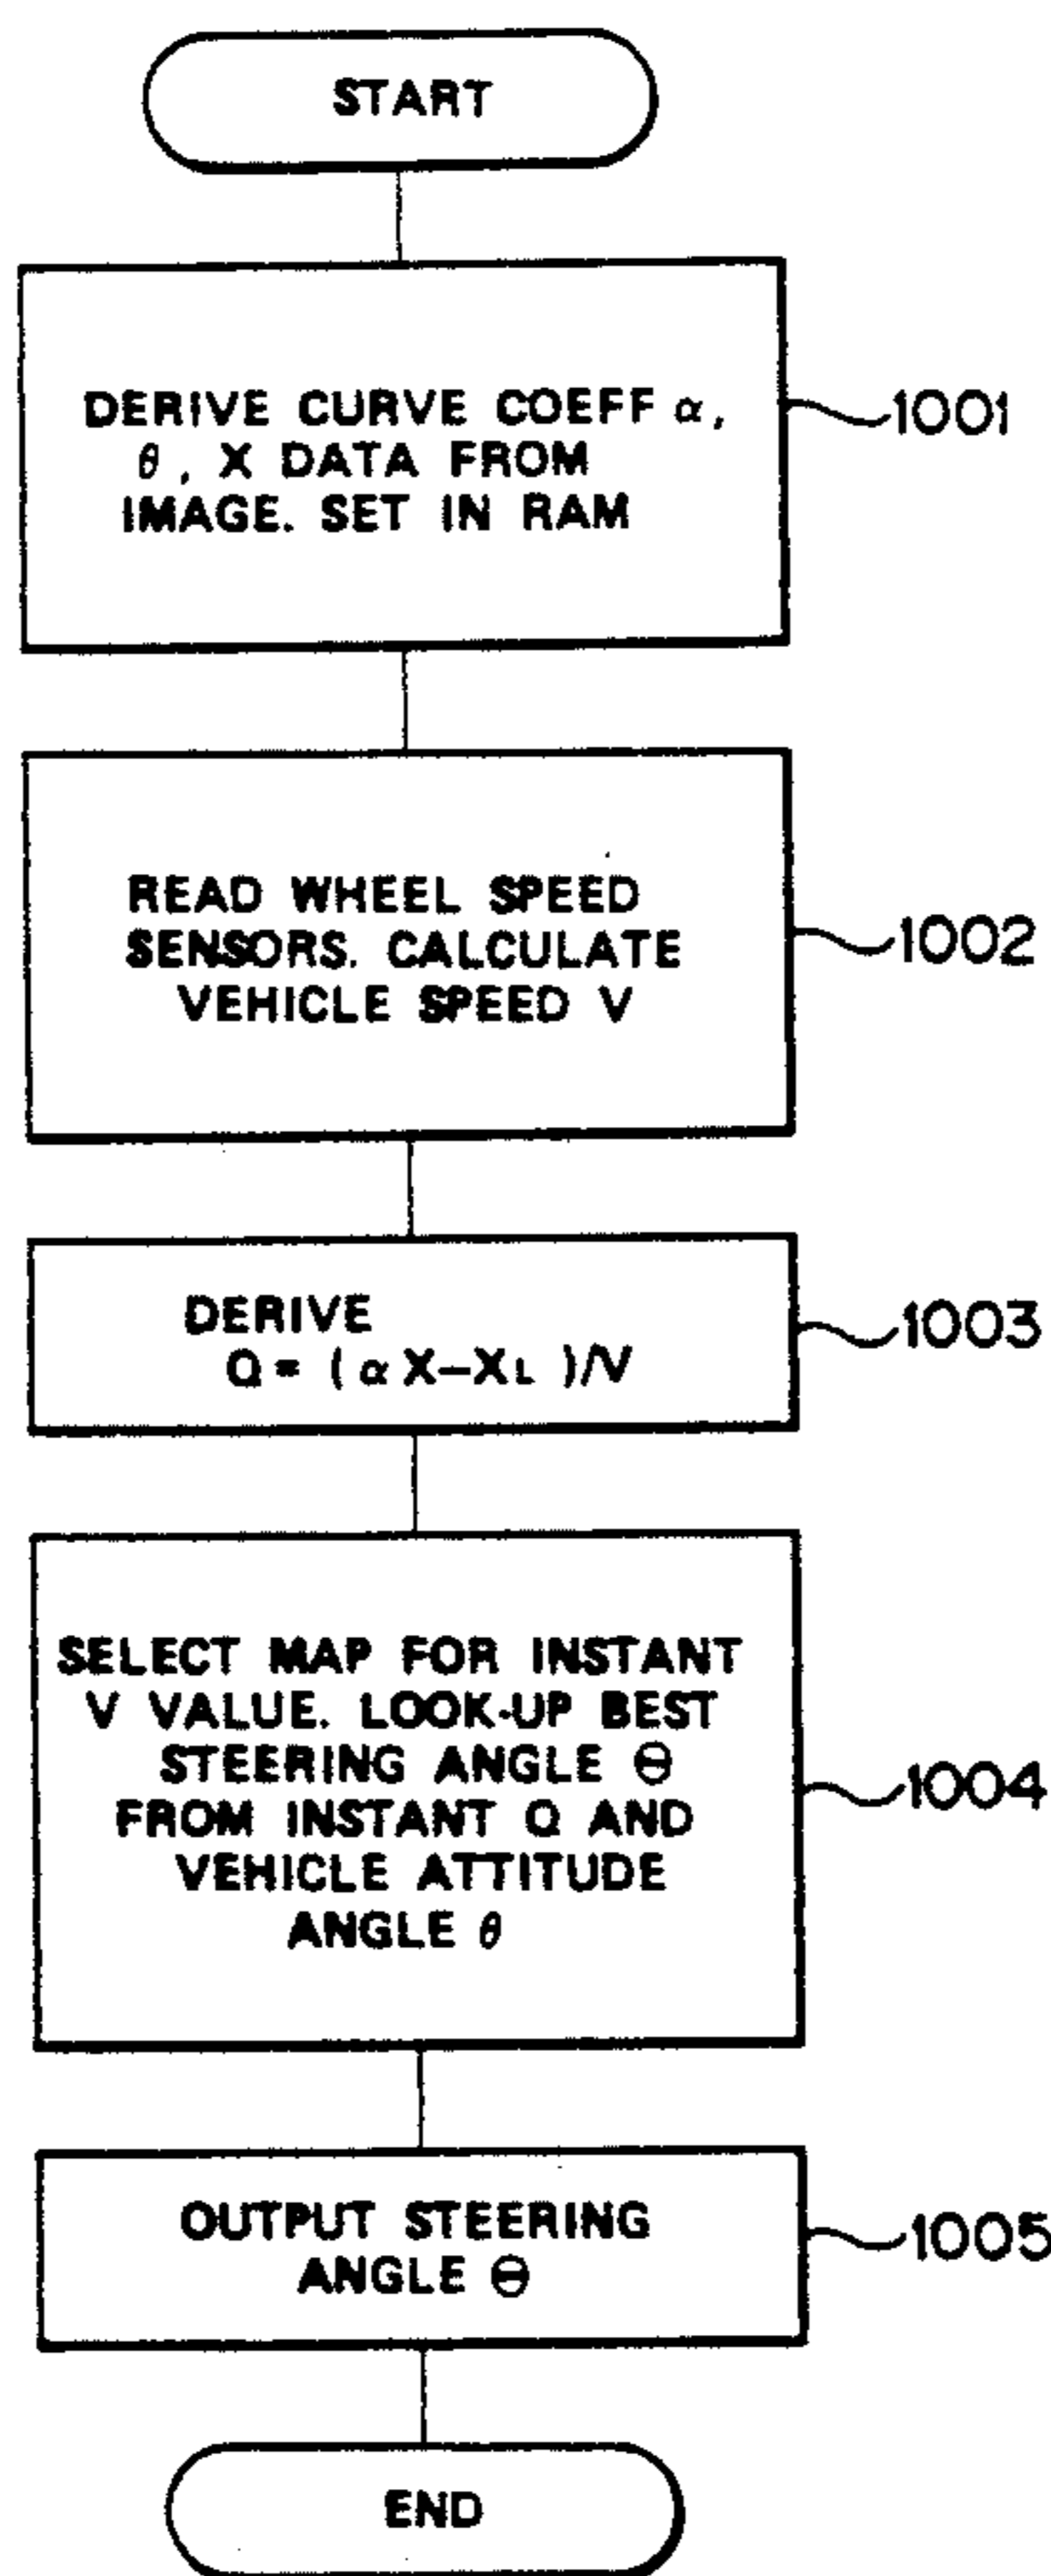 START
DERIVE CURVE COEFF α,
θ, X DATA FROM
IMAGE. SET IN RAM
1001
READ WHEEL SPEED
SENSORS. CALCULATE
VEHICLE SPEED V
1002
DERIVE
Q = (αX-XL)/V
1003
SELECT MAP FOR INSTANT
V VALUE. LOOK-UP BEST
STEERING ANGLE Θ
FROM INSTANT Q AND
VEHICLE ATTITUDE
ANGLE θ
1004
OUTPUT STEERING
ANGLE Θ
1005
END